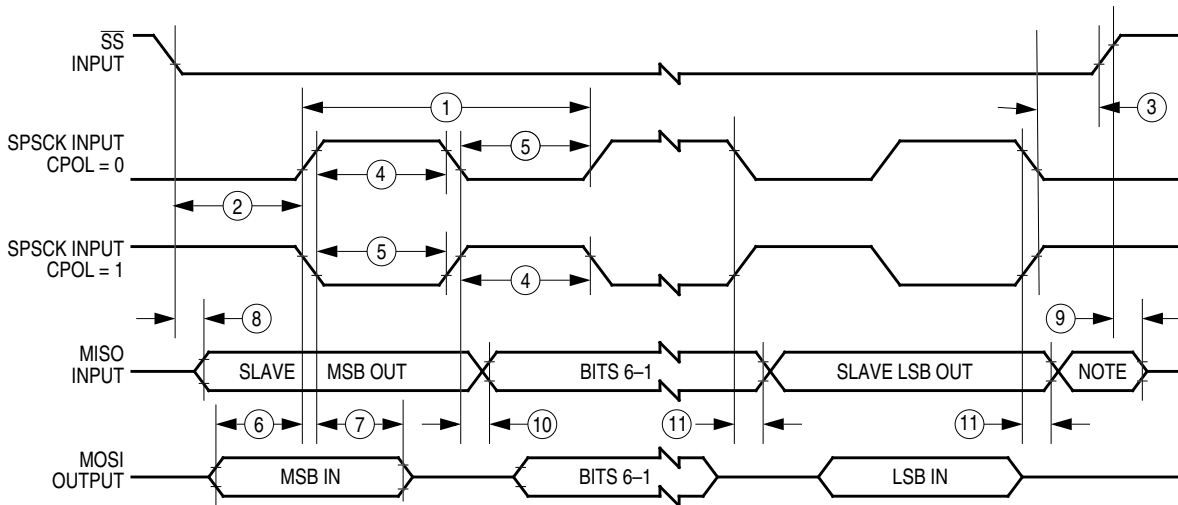 S̅S̅
INPUT
1
3
SPSCK INPUT
CPOL = 0
5
4
2
SPSCK INPUT
CPOL = 1
5
4
8
9
MISO
INPUT
SLAVE MSB OUT
BITS 6–1
SLAVE LSB OUT
NOTE
6
7
10
11
11
MOSI
OUTPUT
MSB IN
BITS 6–1
LSB IN